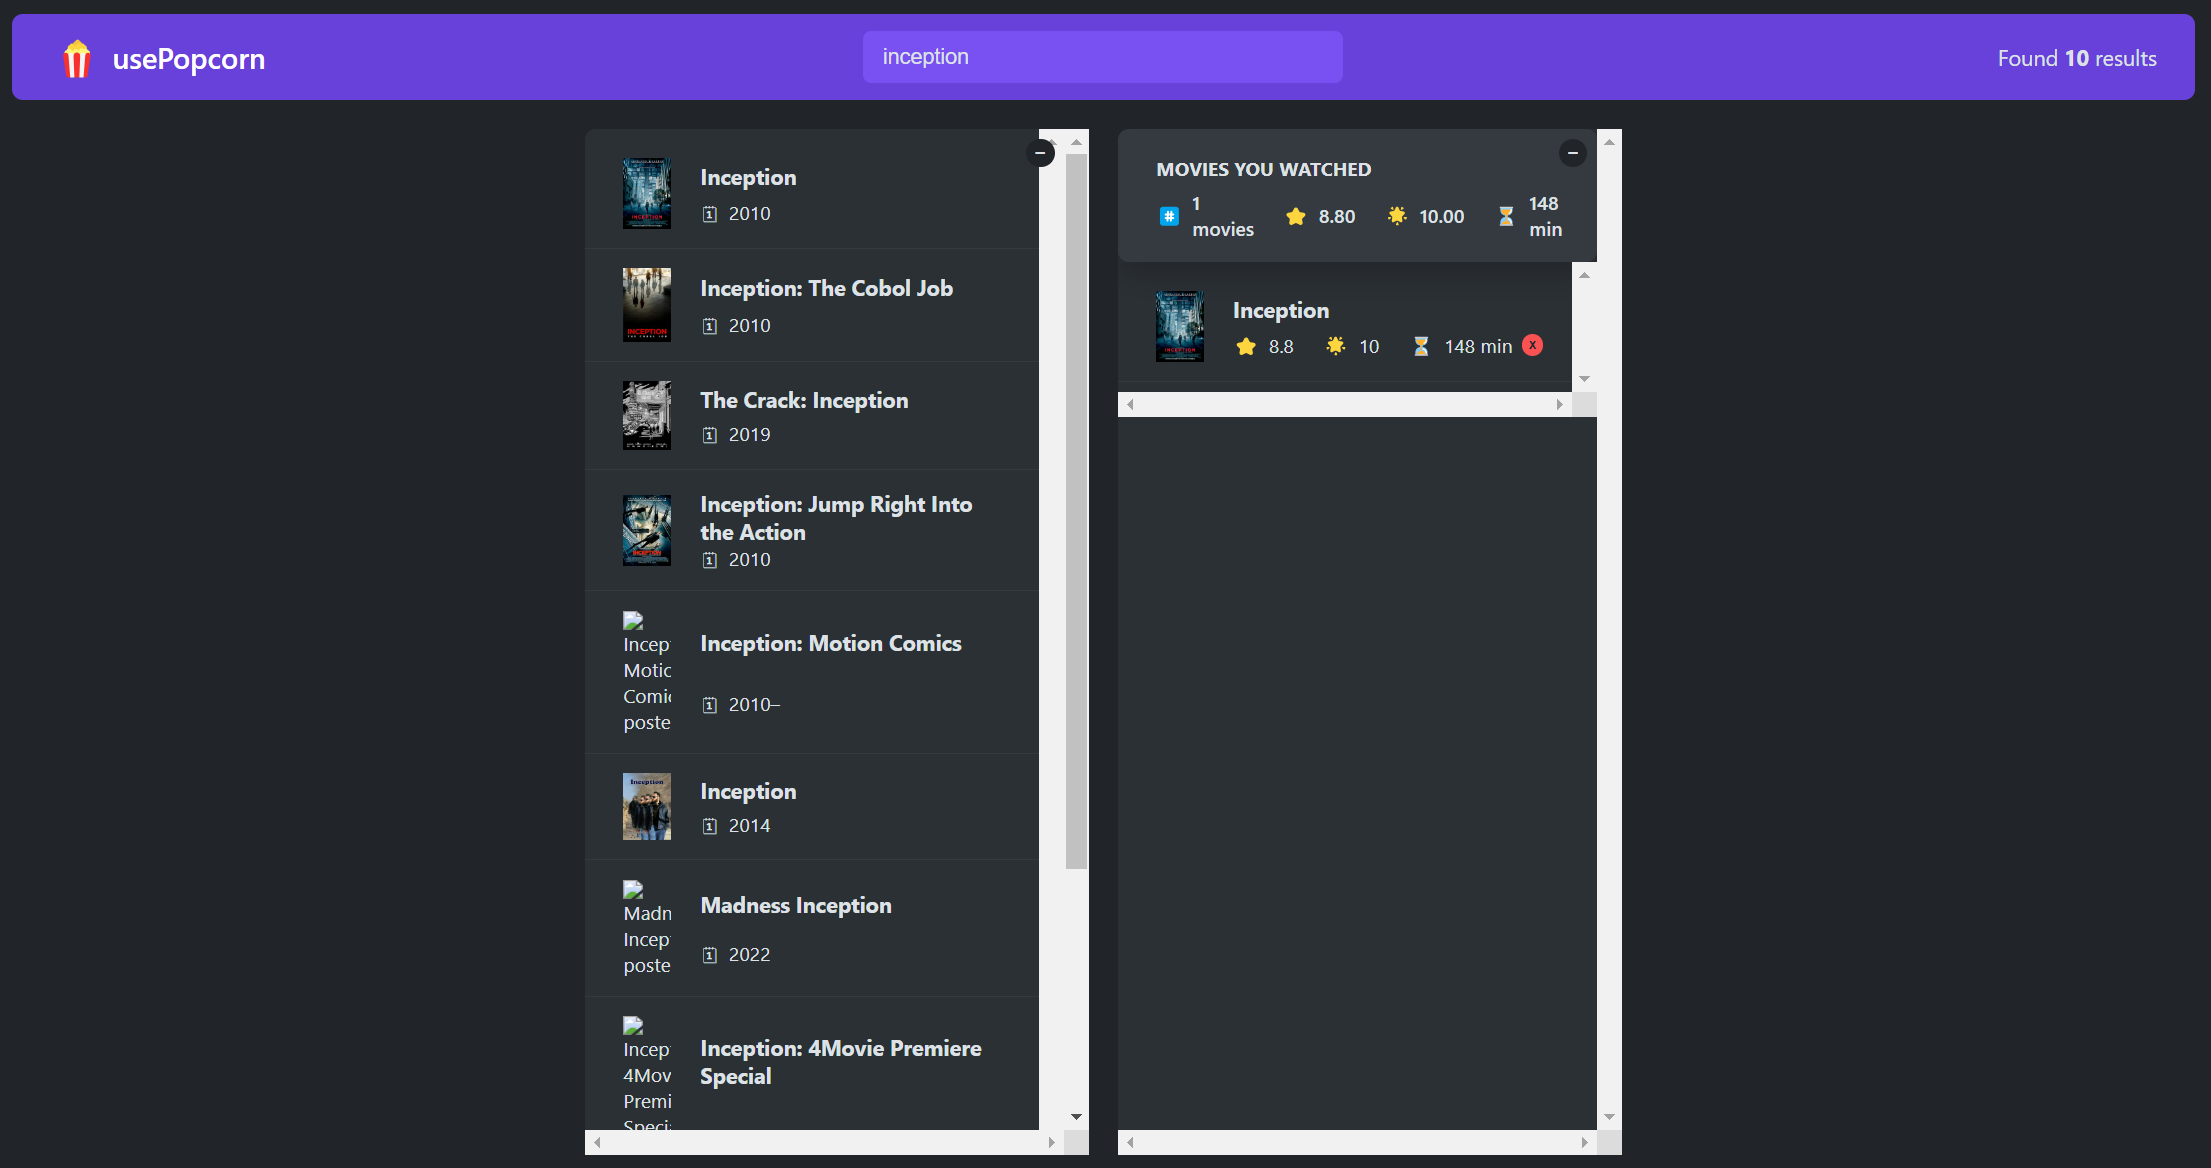 usePopcorn
inception
Found 10 results
Inception
2010
Inception: The Cobol Job
2010
The Crack: Inception
2019
Inception: Jump Right Into
the Action
2010
Incep
Motic
Comic
poste
Inception: Motion Comics
2010–
Inception
2014
Madn
Incep
poste
Madness Inception
2022
Incep
4Mov
Premi
Speci
Inception: 4Movie Premiere
Special
MOVIES YOU WATCHED
#
1
movies
8.80
10.00
148
min
Inception
8.8
10
148 min
X